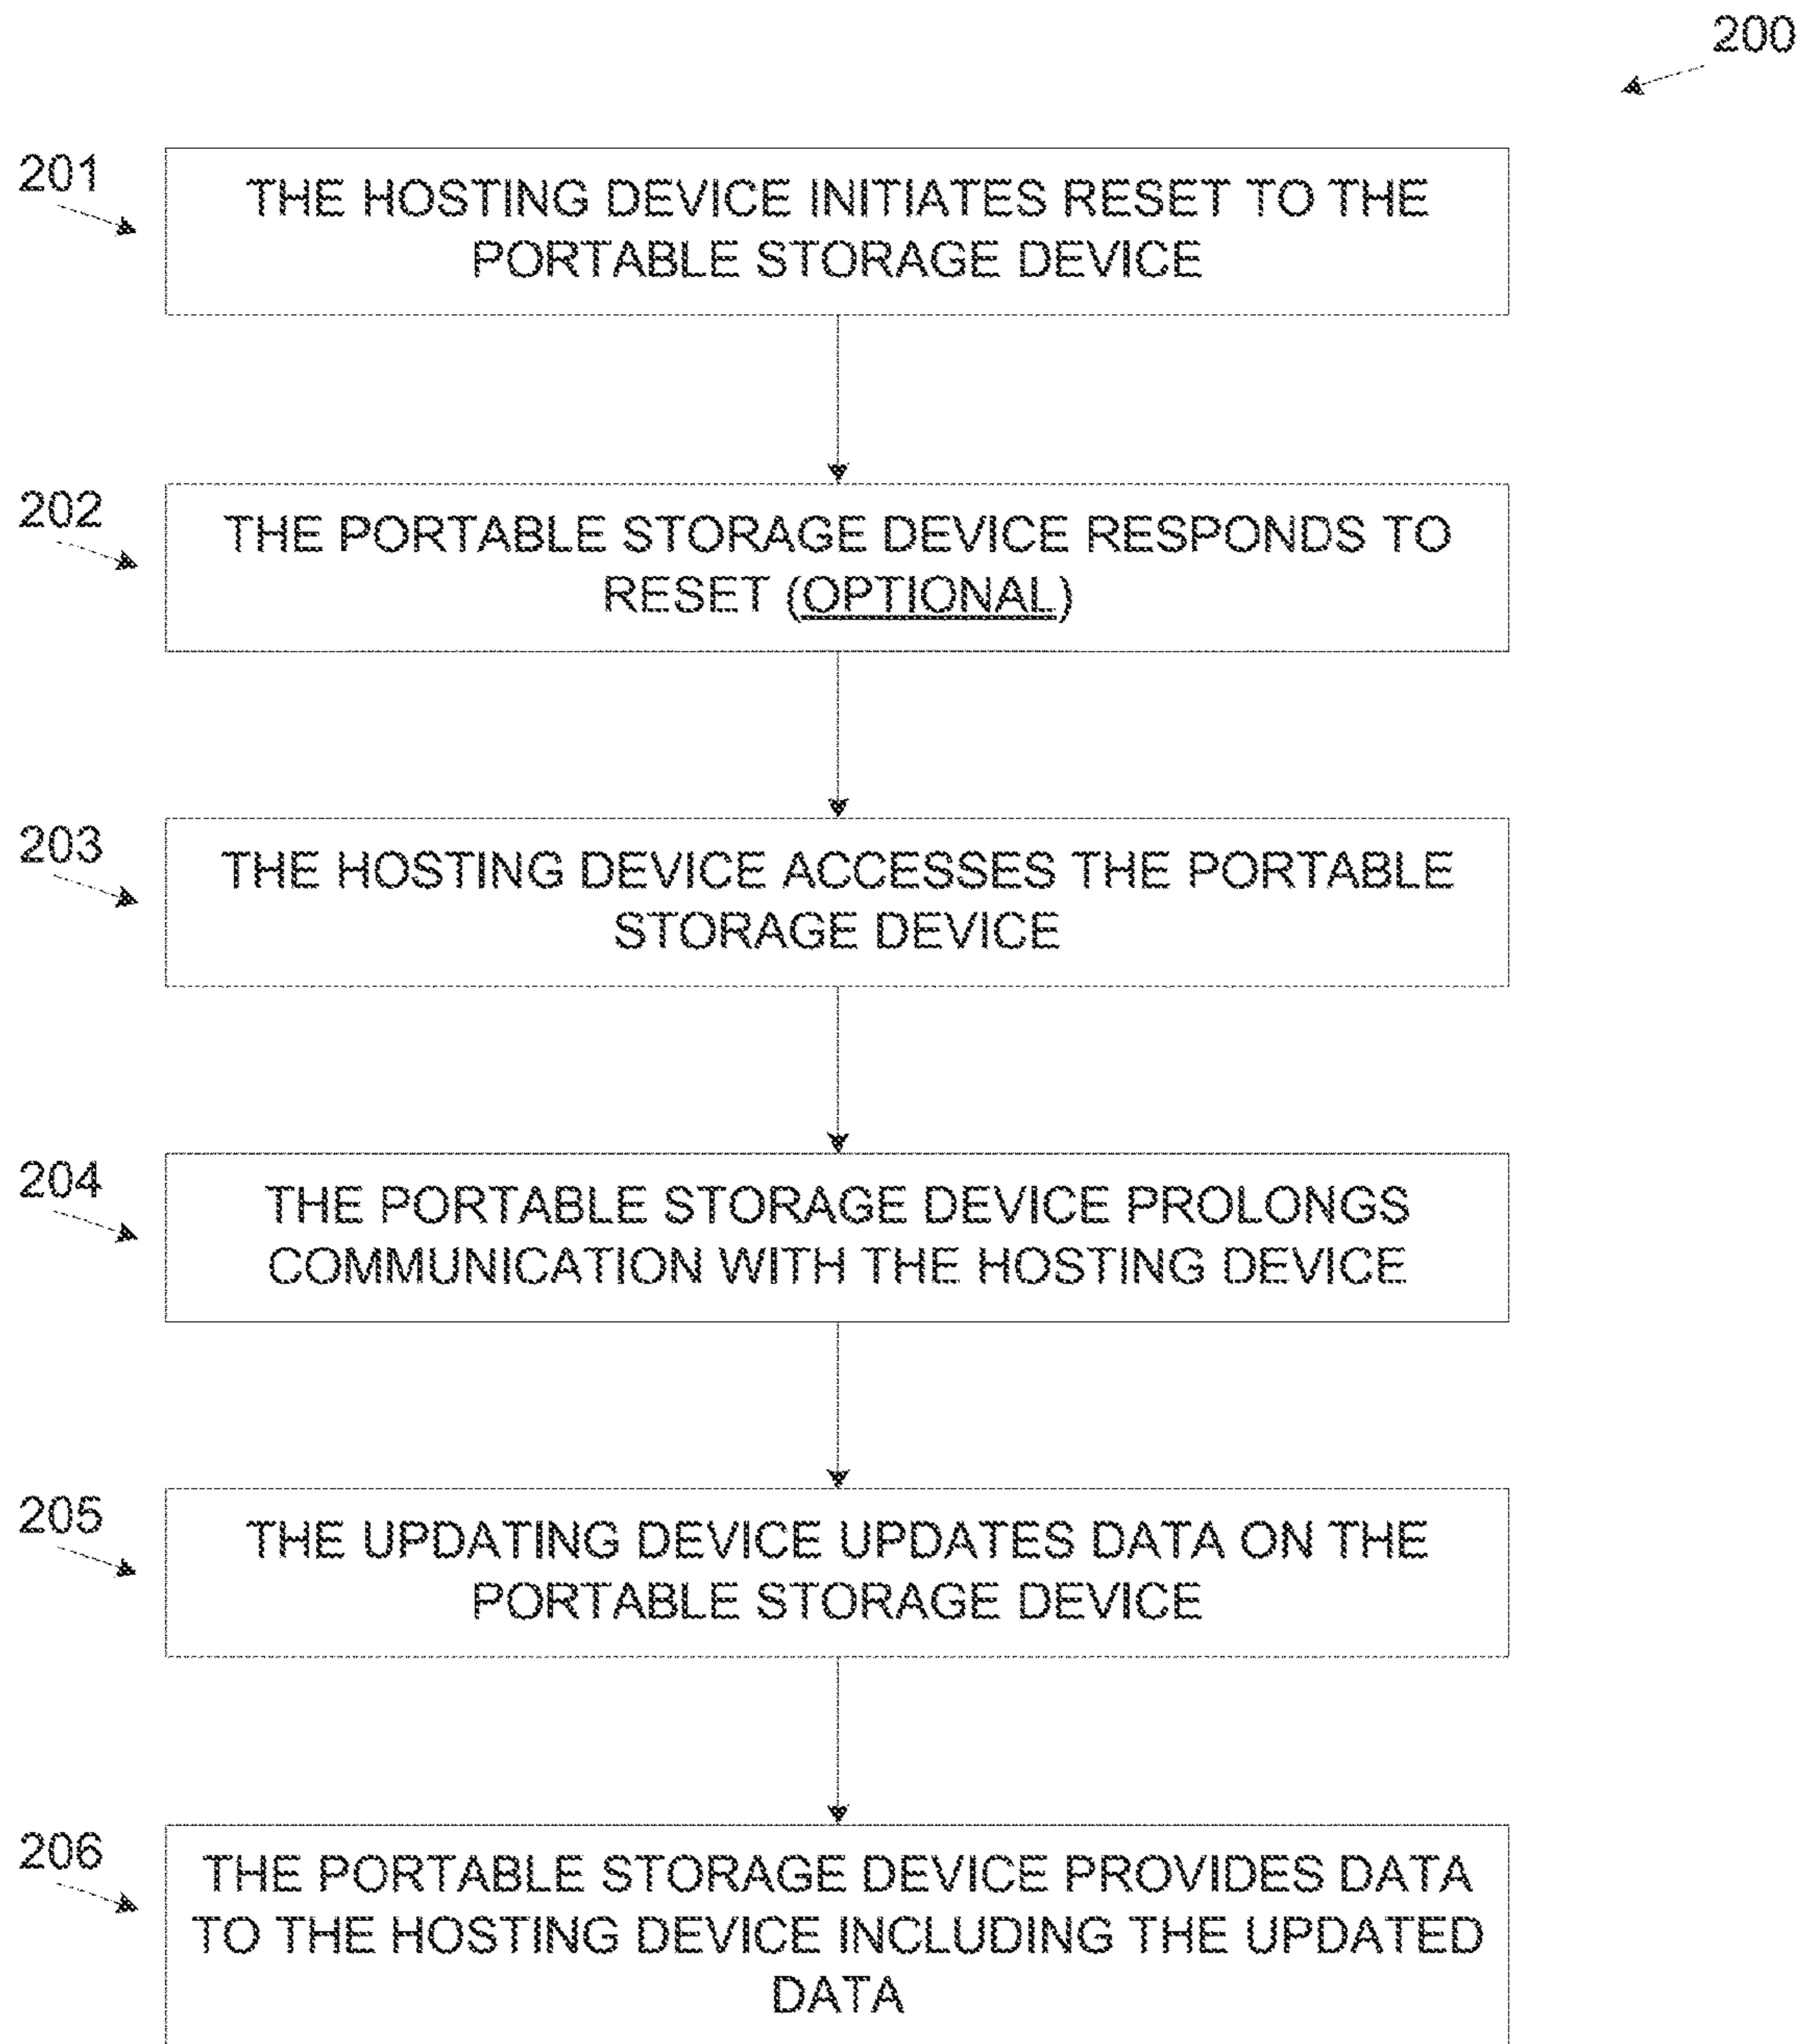 200
201
THE HOSTING DEVICE INITIATES RESET TO THE
PORTABLE STORAGE DEVICE
202
THE PORTABLE STORAGE DEVICE RESPONDS TO
RESET (OPTIONAL)
203
THE HOSTING DEVICE ACCESSES THE PORTABLE
STORAGE DEVICE
204
THE PORTABLE STORAGE DEVICE PROLONGS
COMMUNICATION WITH THE HOSTING DEVICE
205
THE UPDATING DEVICE UPDATES DATA ON THE
PORTABLE STORAGE DEVICE
206
THE PORTABLE STORAGE DEVICE PROVIDES DATA
TO THE HOSTING DEVICE INCLUDING THE UPDATED
DATA